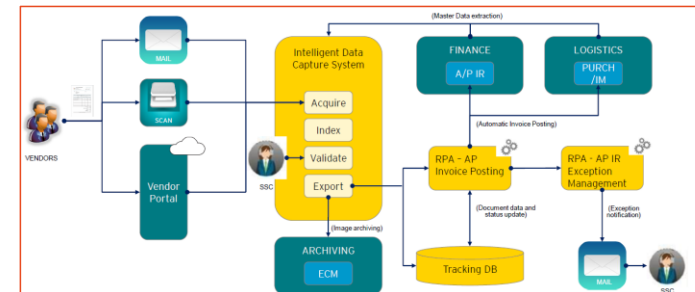 (Master Data extraction)
MAIL
Intelligent Data
Capture System
FINANCE
A/P IR
LOGISTICS
PURCH
/IM
VENDORS
SCAN
Acquire
Index
Validate
Export
(Automatic Invoice Posting)
SSC
Vendor
Portal
RPA - AP
Invoice Posting
RPA - AP IR
Exception
Management
(Image archiving)
(Document data and
status update)
(Exception
notification)
ARCHIVING
ECM
Tracking DB
MAIL
SSC